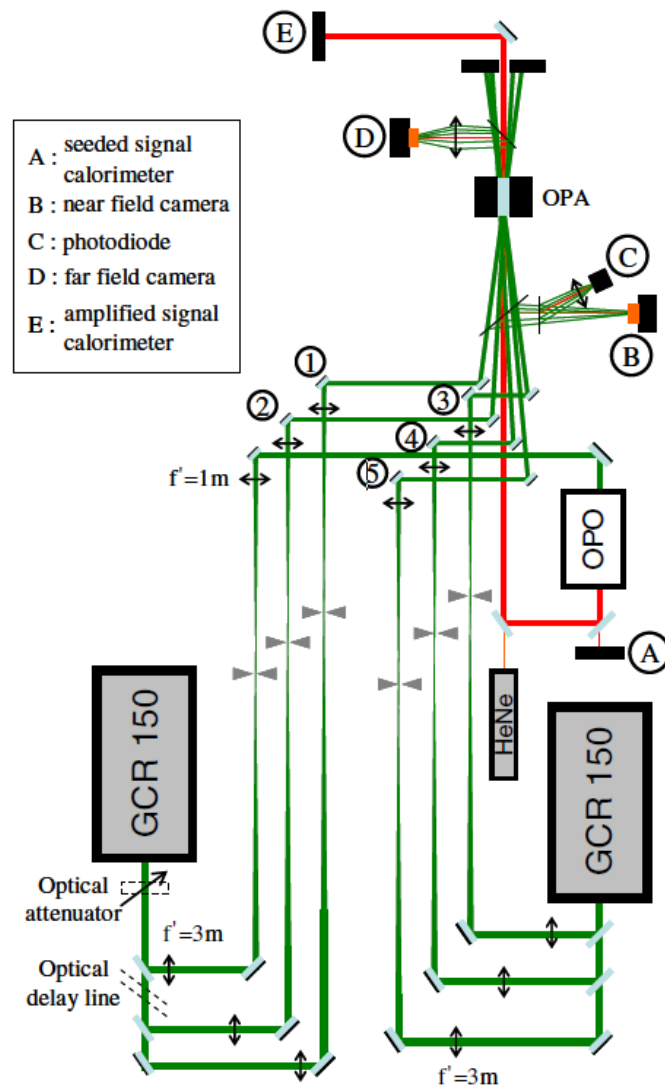 E
A : seeded signal
calorimeter
B : near field camera
C : photodiode
D : far field camera
E : amplified signal
calorimeter
D
OPA
C
B
1
2
3
4
5
f'=1m
OPO
A
HeNe
GCR 150
GCR 150
Optical
attenuator
f'=3m
Optical
delay line
f'=3m